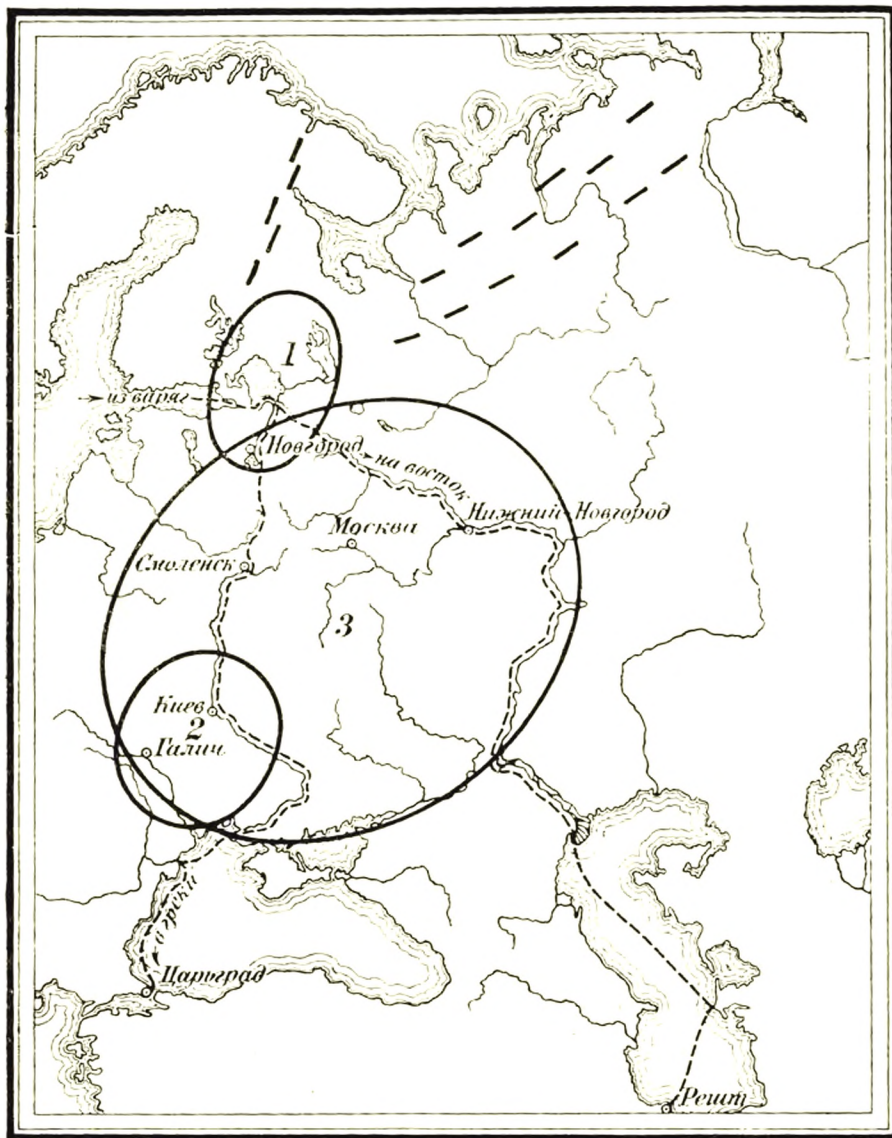 1
из варяг
Новгород
на восток
Нижний Новгород
Москва
Смоленск
3
Киев
2
Галич
в греки
Царьград
Решт